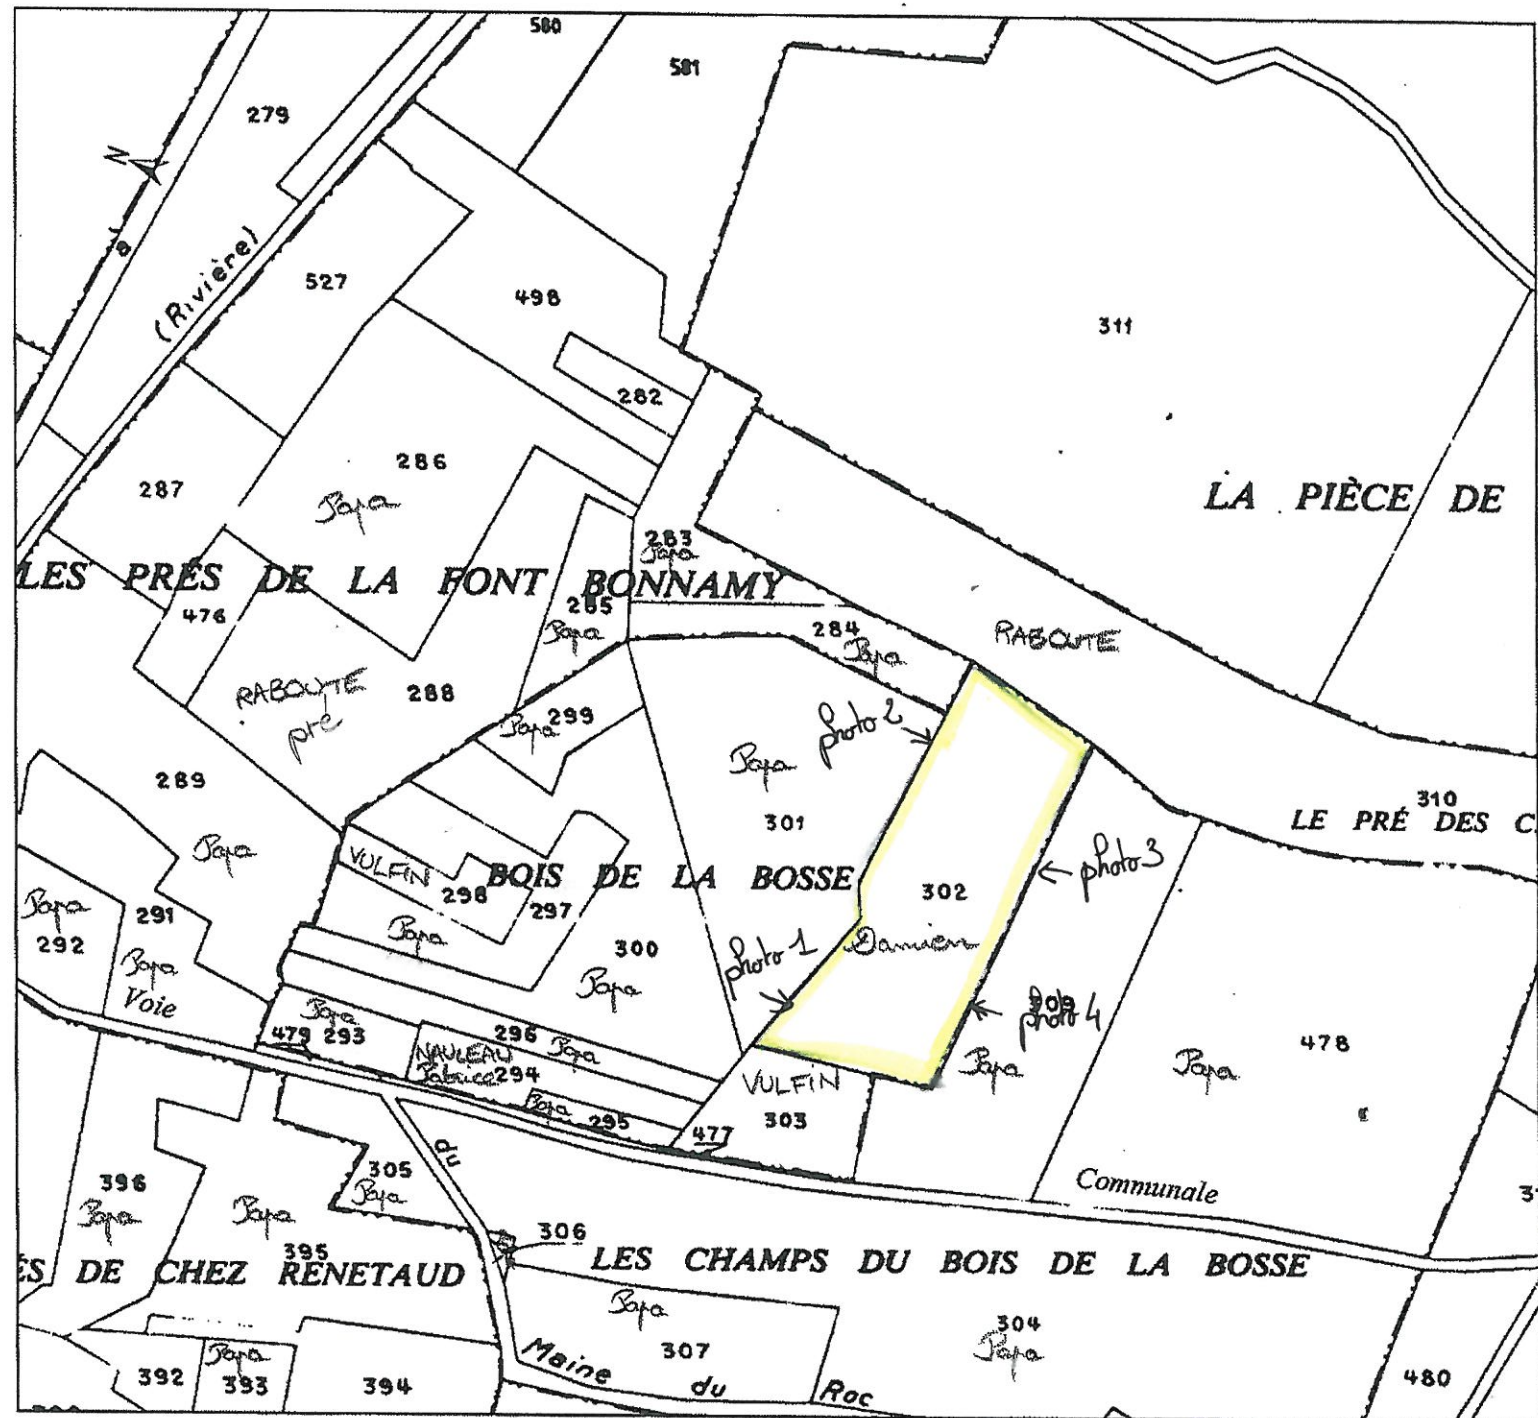 580
581
279
N
la
(Rivière)
527
498
311
282
286
Papa
287
LA PIÈCE DE
283
Papa
LES PRÉS DE LA FONT BONNAMY
285
Papa
476
284
Papa
RABOUTE
RABOUTE
pré
288
Papa 299
photo 2
Papa
289
301
310
LE PRÉ DES C
Papa
VULFIN
298
BOIS DE LA BOSSE
302
photo 3
297
Papa
292
291
Papa
300
Papa
Damien
photo 1
Papa
Voie
Papa
479 293
296 Papa
309
photo 4
Papa
478
Papa
NAULEAU
Fabrice 294
VULFIN
303
Papa
295
477
du
305
Papa
Communale
396
Papa
Papa
395
306
LES CHAMPS DU BOIS DE LA BOSSE
ÉS DE CHEZ RENETAUD
Papa
307
304
Papa
Maine du Roc
Papa
392
393
394
480